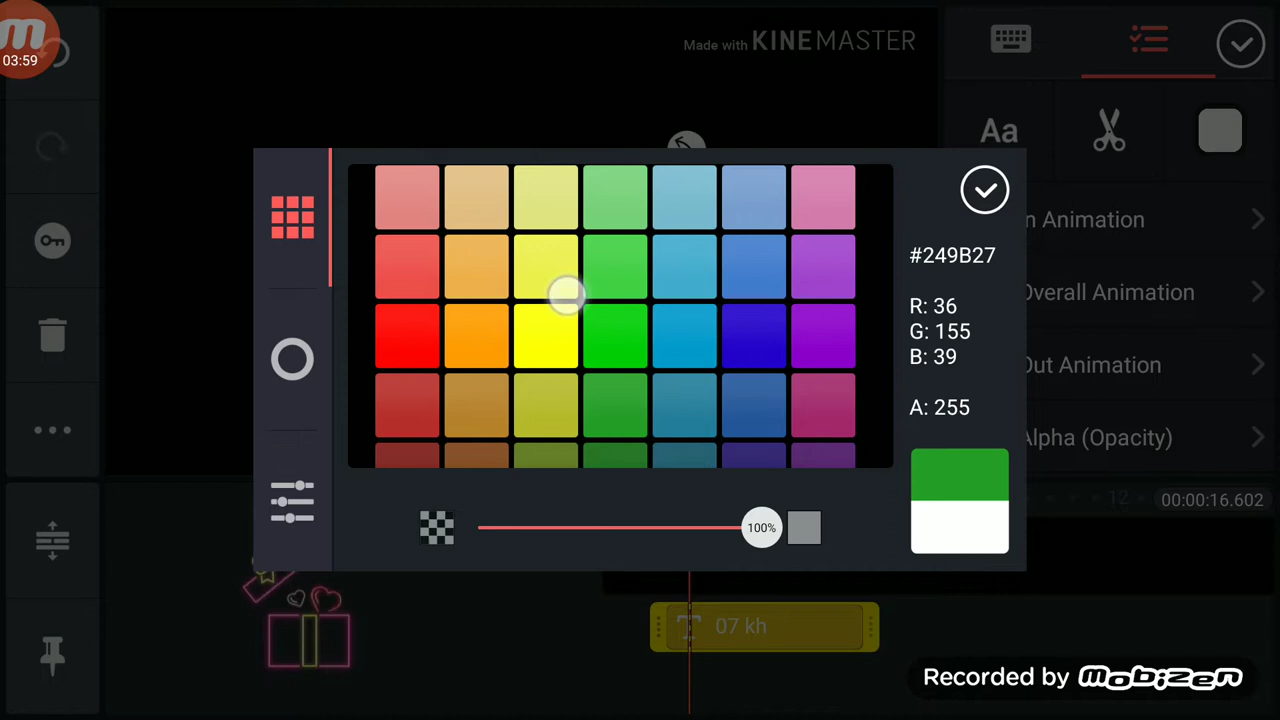 m
03:59
Made with KINEMASTER
Aa
n Animation
Overall Animation
Out Animation
Alpha (Opacity)
#249B27
R: 36
G: 155
B: 39
A: 255
100%
12
00:00:16.602
T 07 kh
Recorded by mobizen